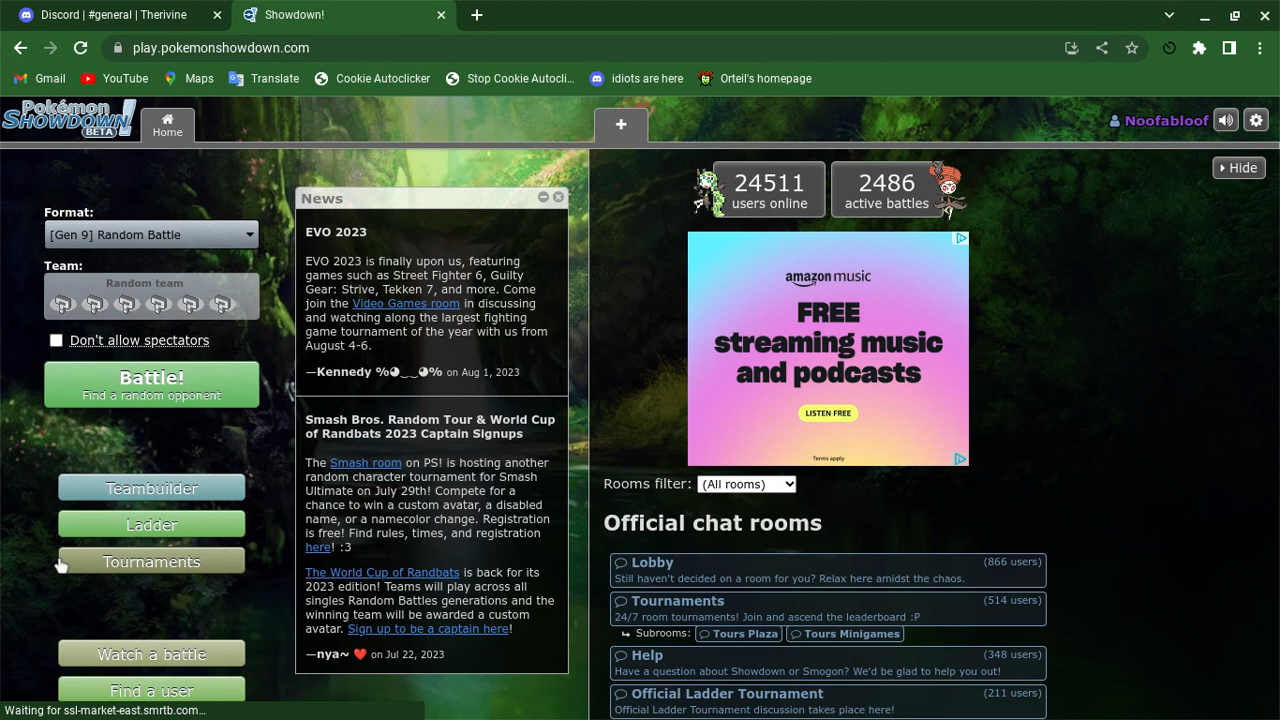 Discord | #general | Therivine
Showdown!
play.pokemonshowdown.com
Gmail
YouTube
Maps
Translate
Cookie Autoclicker
Stop Cookie Autocli...
idiots are here
Orteil's homepage
Pokémon
SHOWDOWN!
BETA
Home
Noofabloof
Format:
[Gen 9] Random Battle
Team:
Random team
Don't allow spectators
Battle!
Find a random opponent
Teambuilder
Ladder
Tournaments
Watch a battle
Find a user
Waiting for ssl-market-east.smrtb.com...
News
EVO 2023
EVO 2023 is finally upon us, featuring
games such as Street Fighter 6, Guilty
Gear: Strive, Tekken 7, and more. Come
join the Video Games room in discussing
and watching along the largest fighting
game tournament of the year with us from
August 4-6.
—Kennedy %◕‿‿◕% on Aug 1, 2023
Smash Bros. Random Tour & World Cup
of Randbats 2023 Captain Signups
The Smash room on PS! is hosting another
random character tournament for Smash
Ultimate on July 29th! Compete for a
chance to win a custom avatar, a disabled
name, or a namecolor change. Registration
is free! Find rules, times, and registration
here! :3
The World Cup of Randbats is back for its
2023 edition! Teams will play across all
singles Random Battles generations and the
winning team will be awarded a custom
avatar. Sign up to be a captain here!
—nya~ ❤️ on Jul 22, 2023
Hide
24511
users online
2486
active battles
amazon music
FREE
streaming music
and podcasts
LISTEN FREE
Terms apply
Rooms filter: (All rooms)
Official chat rooms
Lobby (866 users)
Still haven't decided on a room for you? Relax here amidst the chaos.
Tournaments (514 users)
24/7 room tournaments! Join and ascend the leaderboard :P
Subrooms: Tours Plaza Tours Minigames
Help (348 users)
Have a question about Showdown or Smogon? We'd be glad to help you out!
Official Ladder Tournament (211 users)
Official Ladder Tournament discussion takes place here!